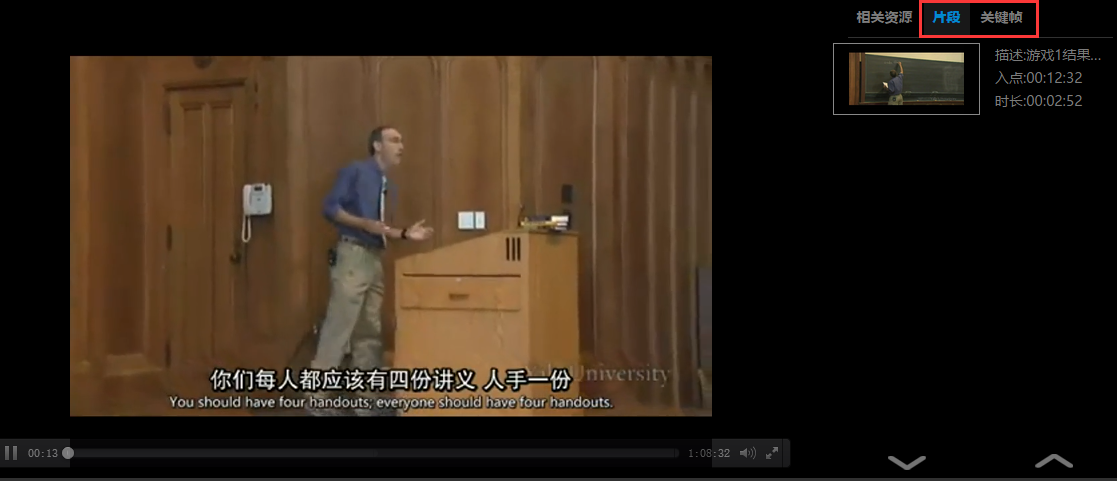 相关资源 片段 关键帧
描述:游戏1结果...
入点:00:12:32
时长:00:02:52
你们每人都应该有四份讲义 人手一份
University
You should have four handouts; everyone should have four handouts.
00:13 1:08:32